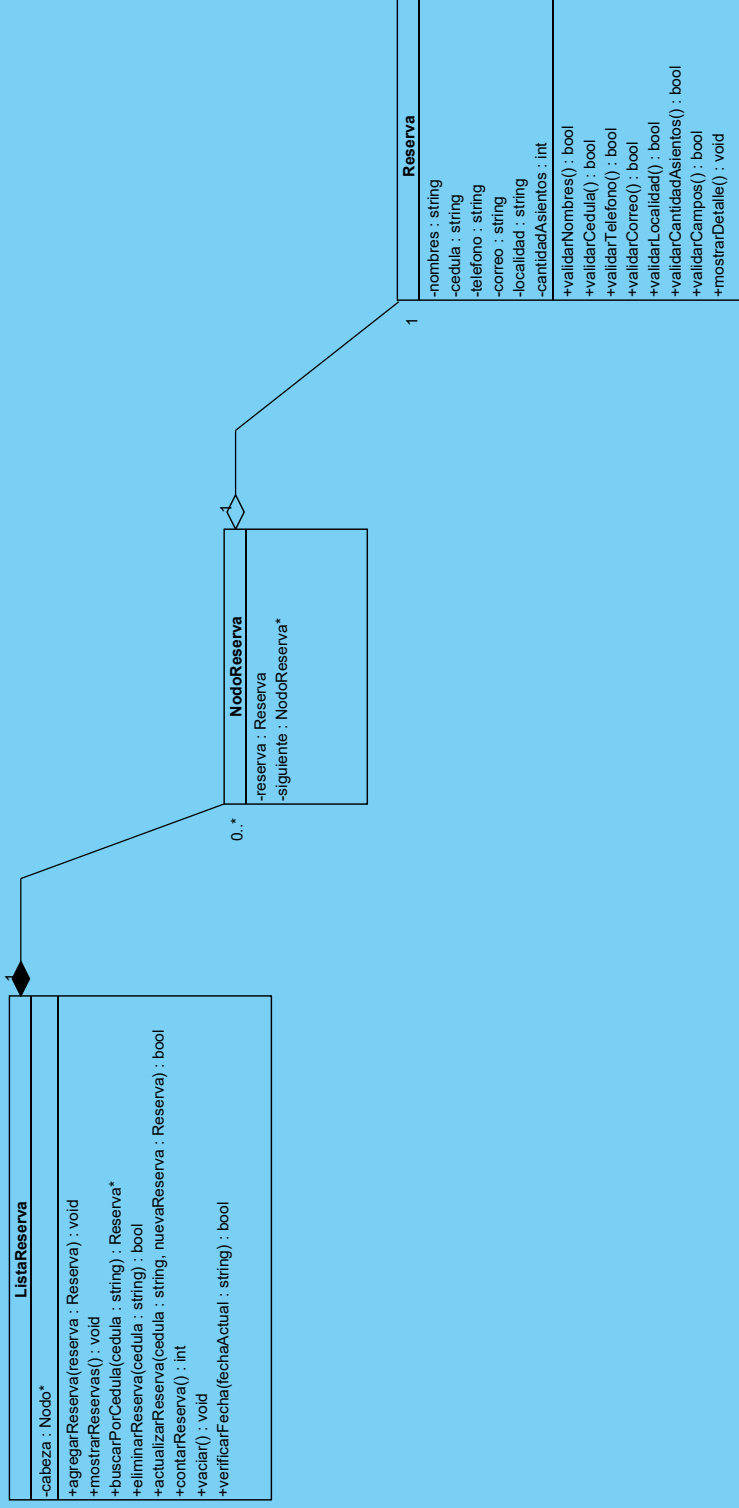 ListaReserva
-cabeza : Nodo*
+agregarReserva(reserva : Reserva) : void
+mostrarReservas() : void
+buscarPorCedula(cedula : string) : Reserva*
+eliminarReserva(cedula : string) : bool
+actualizarReserva(cedula : string, nuevaReserva : Reserva) : bool
+contarReserva() : int
+vaciar() : void
+verificarFecha(fechaActual : string) : bool
1
0..*
NodoReserva
-reserva : Reserva
-siguiente : NodoReserva*
1
1
Reserva
-nombres : string
-cedula : string
-telefono : string
-correo : string
-localidad : string
-cantidadAsientos : int
+validarNombres() : bool
+validarCedula() : bool
+validarTelefono() : bool
+validarCorreo() : bool
+validarLocalidad() : bool
+validarCantidadAsientos() : bool
+validarCampos() : bool
+mostrarDetalle() : void